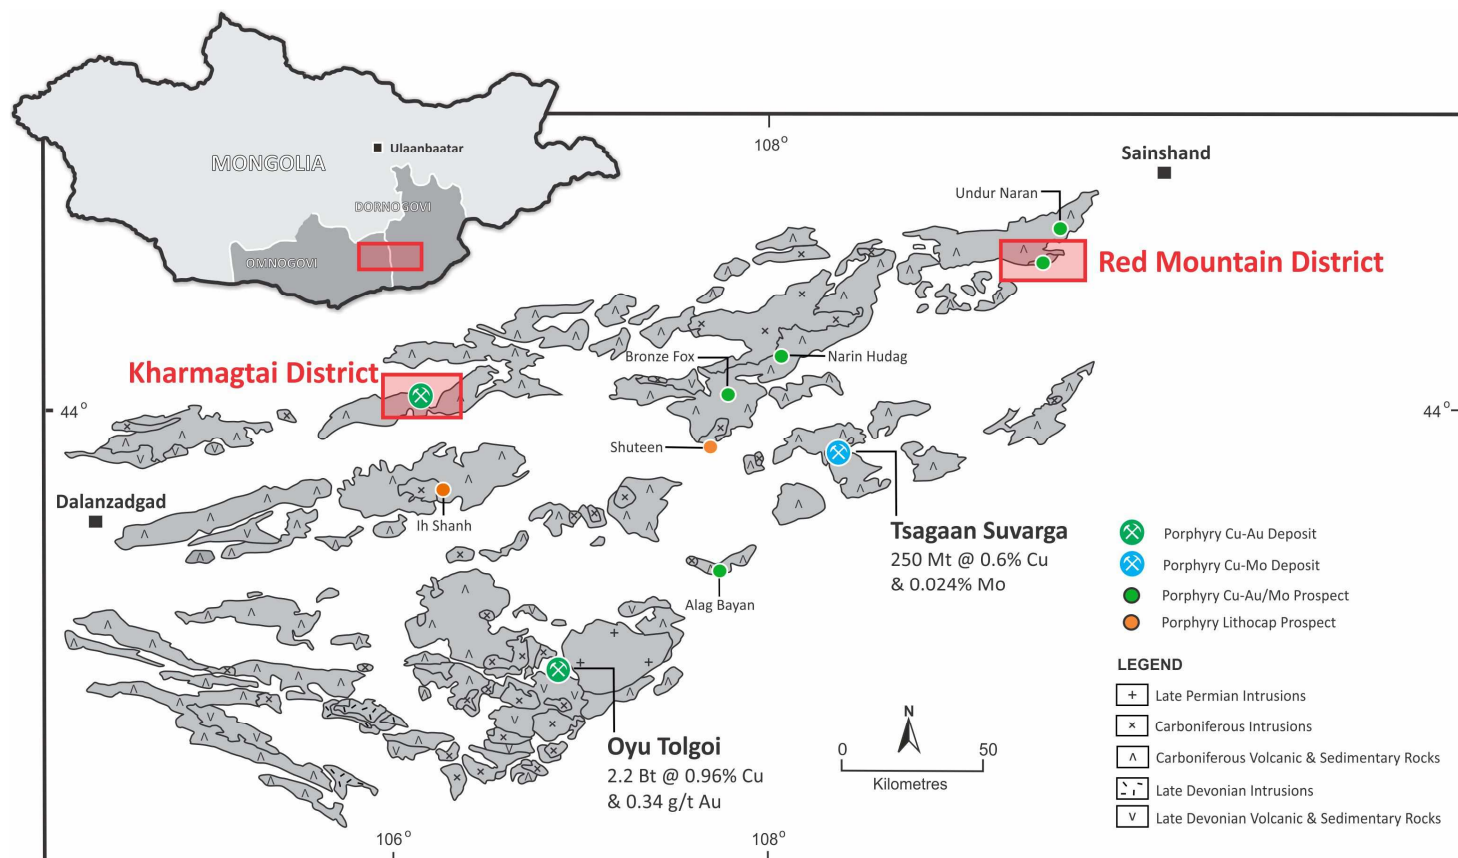 108°
Sainshand
Ulaanbaatar
MONGOLIA
Undur Naran
DORNOGOVI
OMNOGOVI
Red Mountain District
Bronze Fox
Narin Hudag
Kharmagtai District
44°
44°
Shuteen
Dalanzadgad
Ih Shanh
Tsagaan Suvarga
250 Mt @ 0.6% Cu
& 0.024% Mo
Alag Bayan
Porphyry Cu-Au Deposit
Porphyry Cu-Mo Deposit
Porphyry Cu-Au/Mo Prospect
Porphyry Lithocap Prospect
LEGEND
Late Permian Intrusions
Carboniferous Intrusions
Carboniferous Volcanic & Sedimentary Rocks
Late Devonian Intrusions
Late Devonian Volcanic & Sedimentary Rocks
Oyu Tolgoi
2.2 Bt @ 0.96% Cu
& 0.34 g/t Au
N
0 50
Kilometres
106°
108°